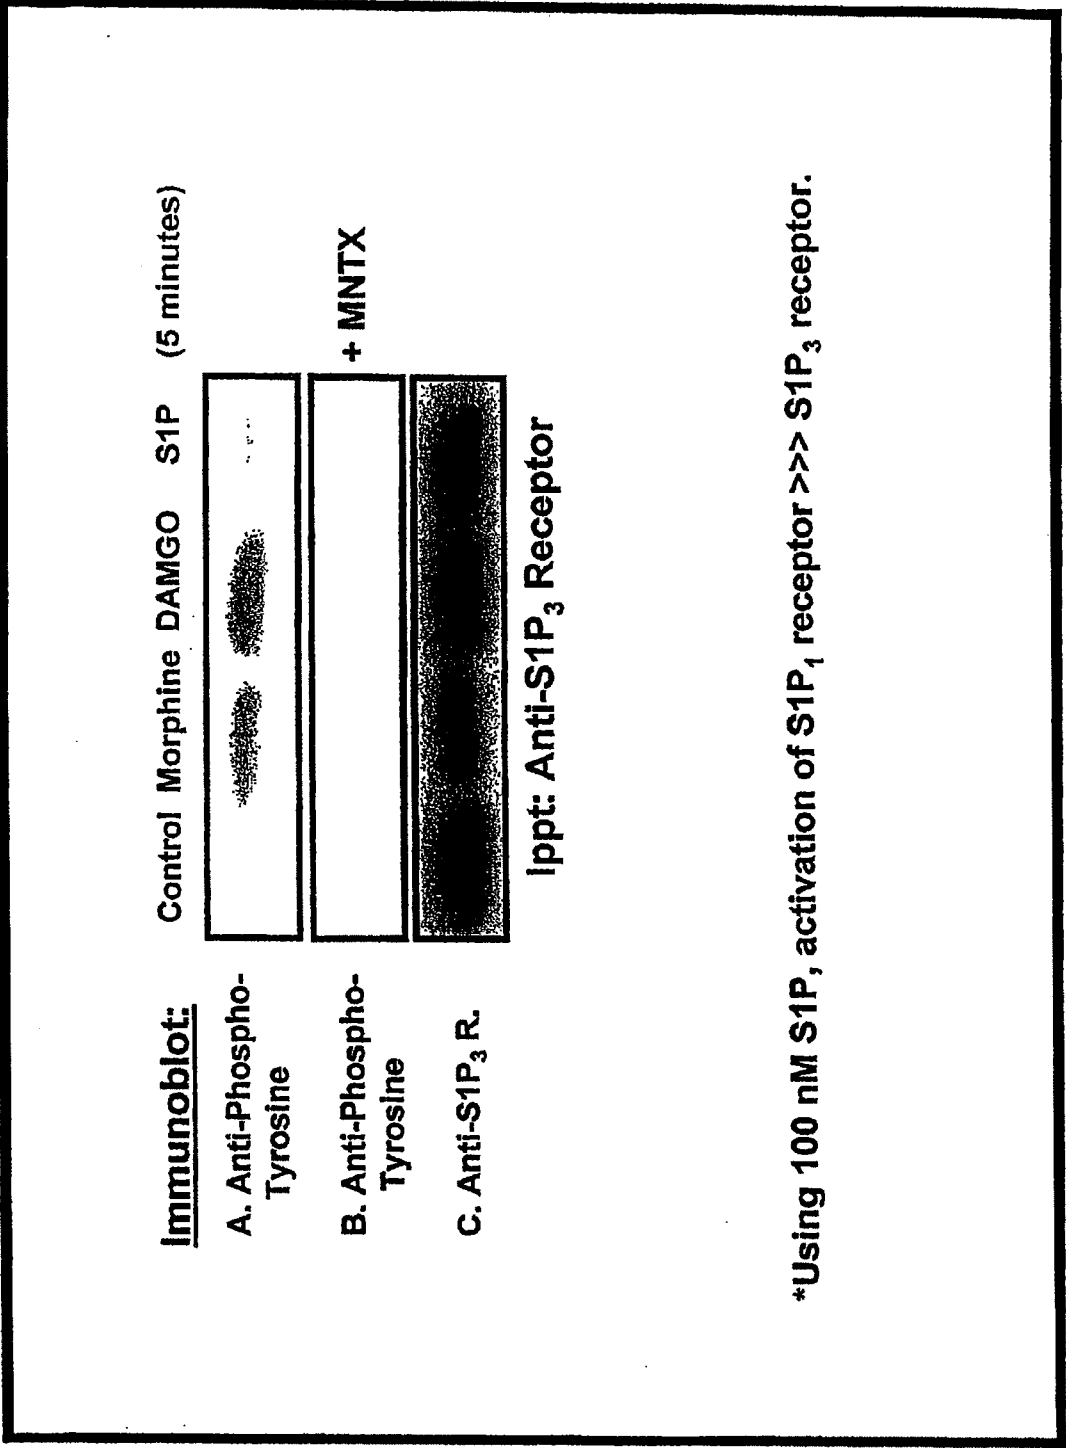 Control Morphine DAMGO S1P (5 minutes)
Immunoblot:
A. Anti-Phospho-
Tyrosine
B. Anti-Phospho-
Tyrosine
+ MNTX
C. Anti-S1P₃ R.
Ippt: Anti-S1P₃ Receptor
*Using 100 nM S1P, activation of S1P₁ receptor >>> S1P₃ receptor.